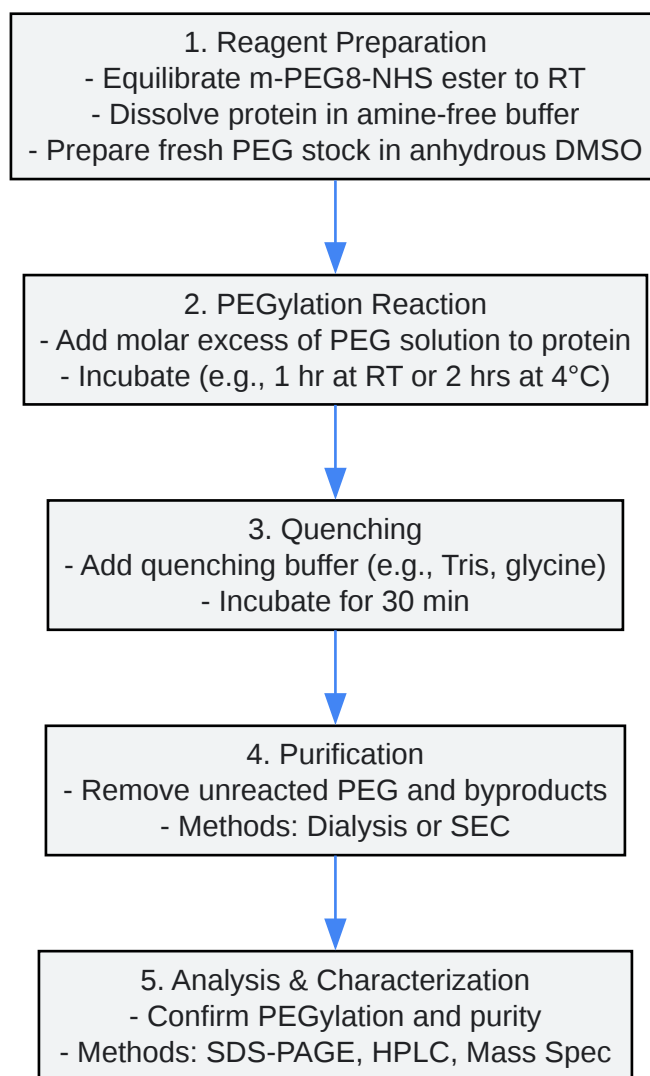 1. Reagent Preparation
- Equilibrate m-PEG8-NHS ester to RT
- Dissolve protein in amine-free buffer
- Prepare fresh PEG stock in anhydrous DMSO
2. PEGylation Reaction
- Add molar excess of PEG solution to protein
- Incubate (e.g., 1 hr at RT or 2 hrs at 4°C)
3. Quenching
- Add quenching buffer (e.g., Tris, glycine)
- Incubate for 30 min
4. Purification
- Remove unreacted PEG and byproducts
- Methods: Dialysis or SEC
5. Analysis & Characterization
- Confirm PEGylation and purity
- Methods: SDS-PAGE, HPLC, Mass Spec